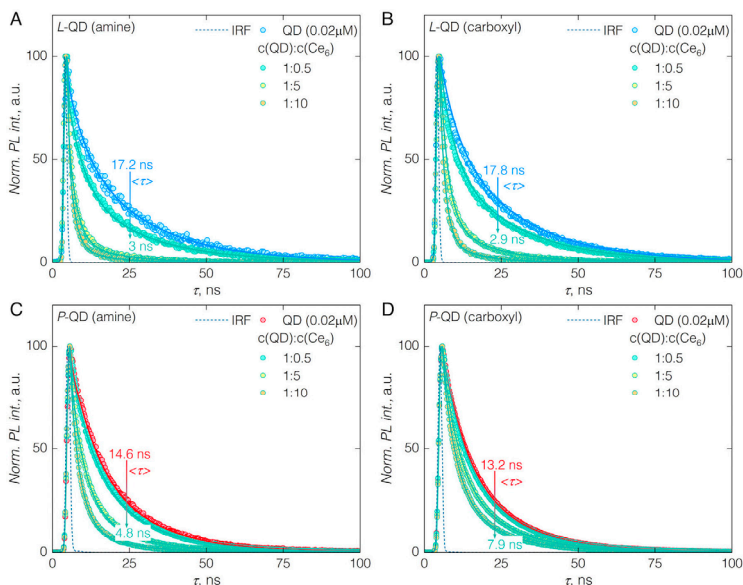 A
L-QD (amine)
IRF
QD (0.02μM)
c(QD):c(Ce₆)
1:0.5
1:5
1:10
100
50
0
Norm. PL int., a.u.
17.2 ns
<τ>
3 ns
0
25
50
75
100
τ, ns
B
L-QD (carboxyl)
IRF
QD (0.02μM)
c(QD):c(Ce₆)
1:0.5
1:5
1:10
100
50
0
Norm. PL int., a.u.
17.8 ns
<τ>
2.9 ns
0
25
50
75
100
τ, ns
C
P-QD (amine)
IRF
QD (0.02μM)
c(QD):c(Ce₆)
1:0.5
1:5
1:10
100
50
0
Norm. PL int., a.u.
14.6 ns
<τ>
4.8 ns
0
25
50
75
100
τ, ns
D
P-QD (carboxyl)
IRF
QD (0.02μM)
c(QD):c(Ce₆)
1:0.5
1:5
1:10
100
50
0
Norm. PL int., a.u.
13.2 ns
<τ>
7.9 ns
0
25
50
75
100
τ, ns